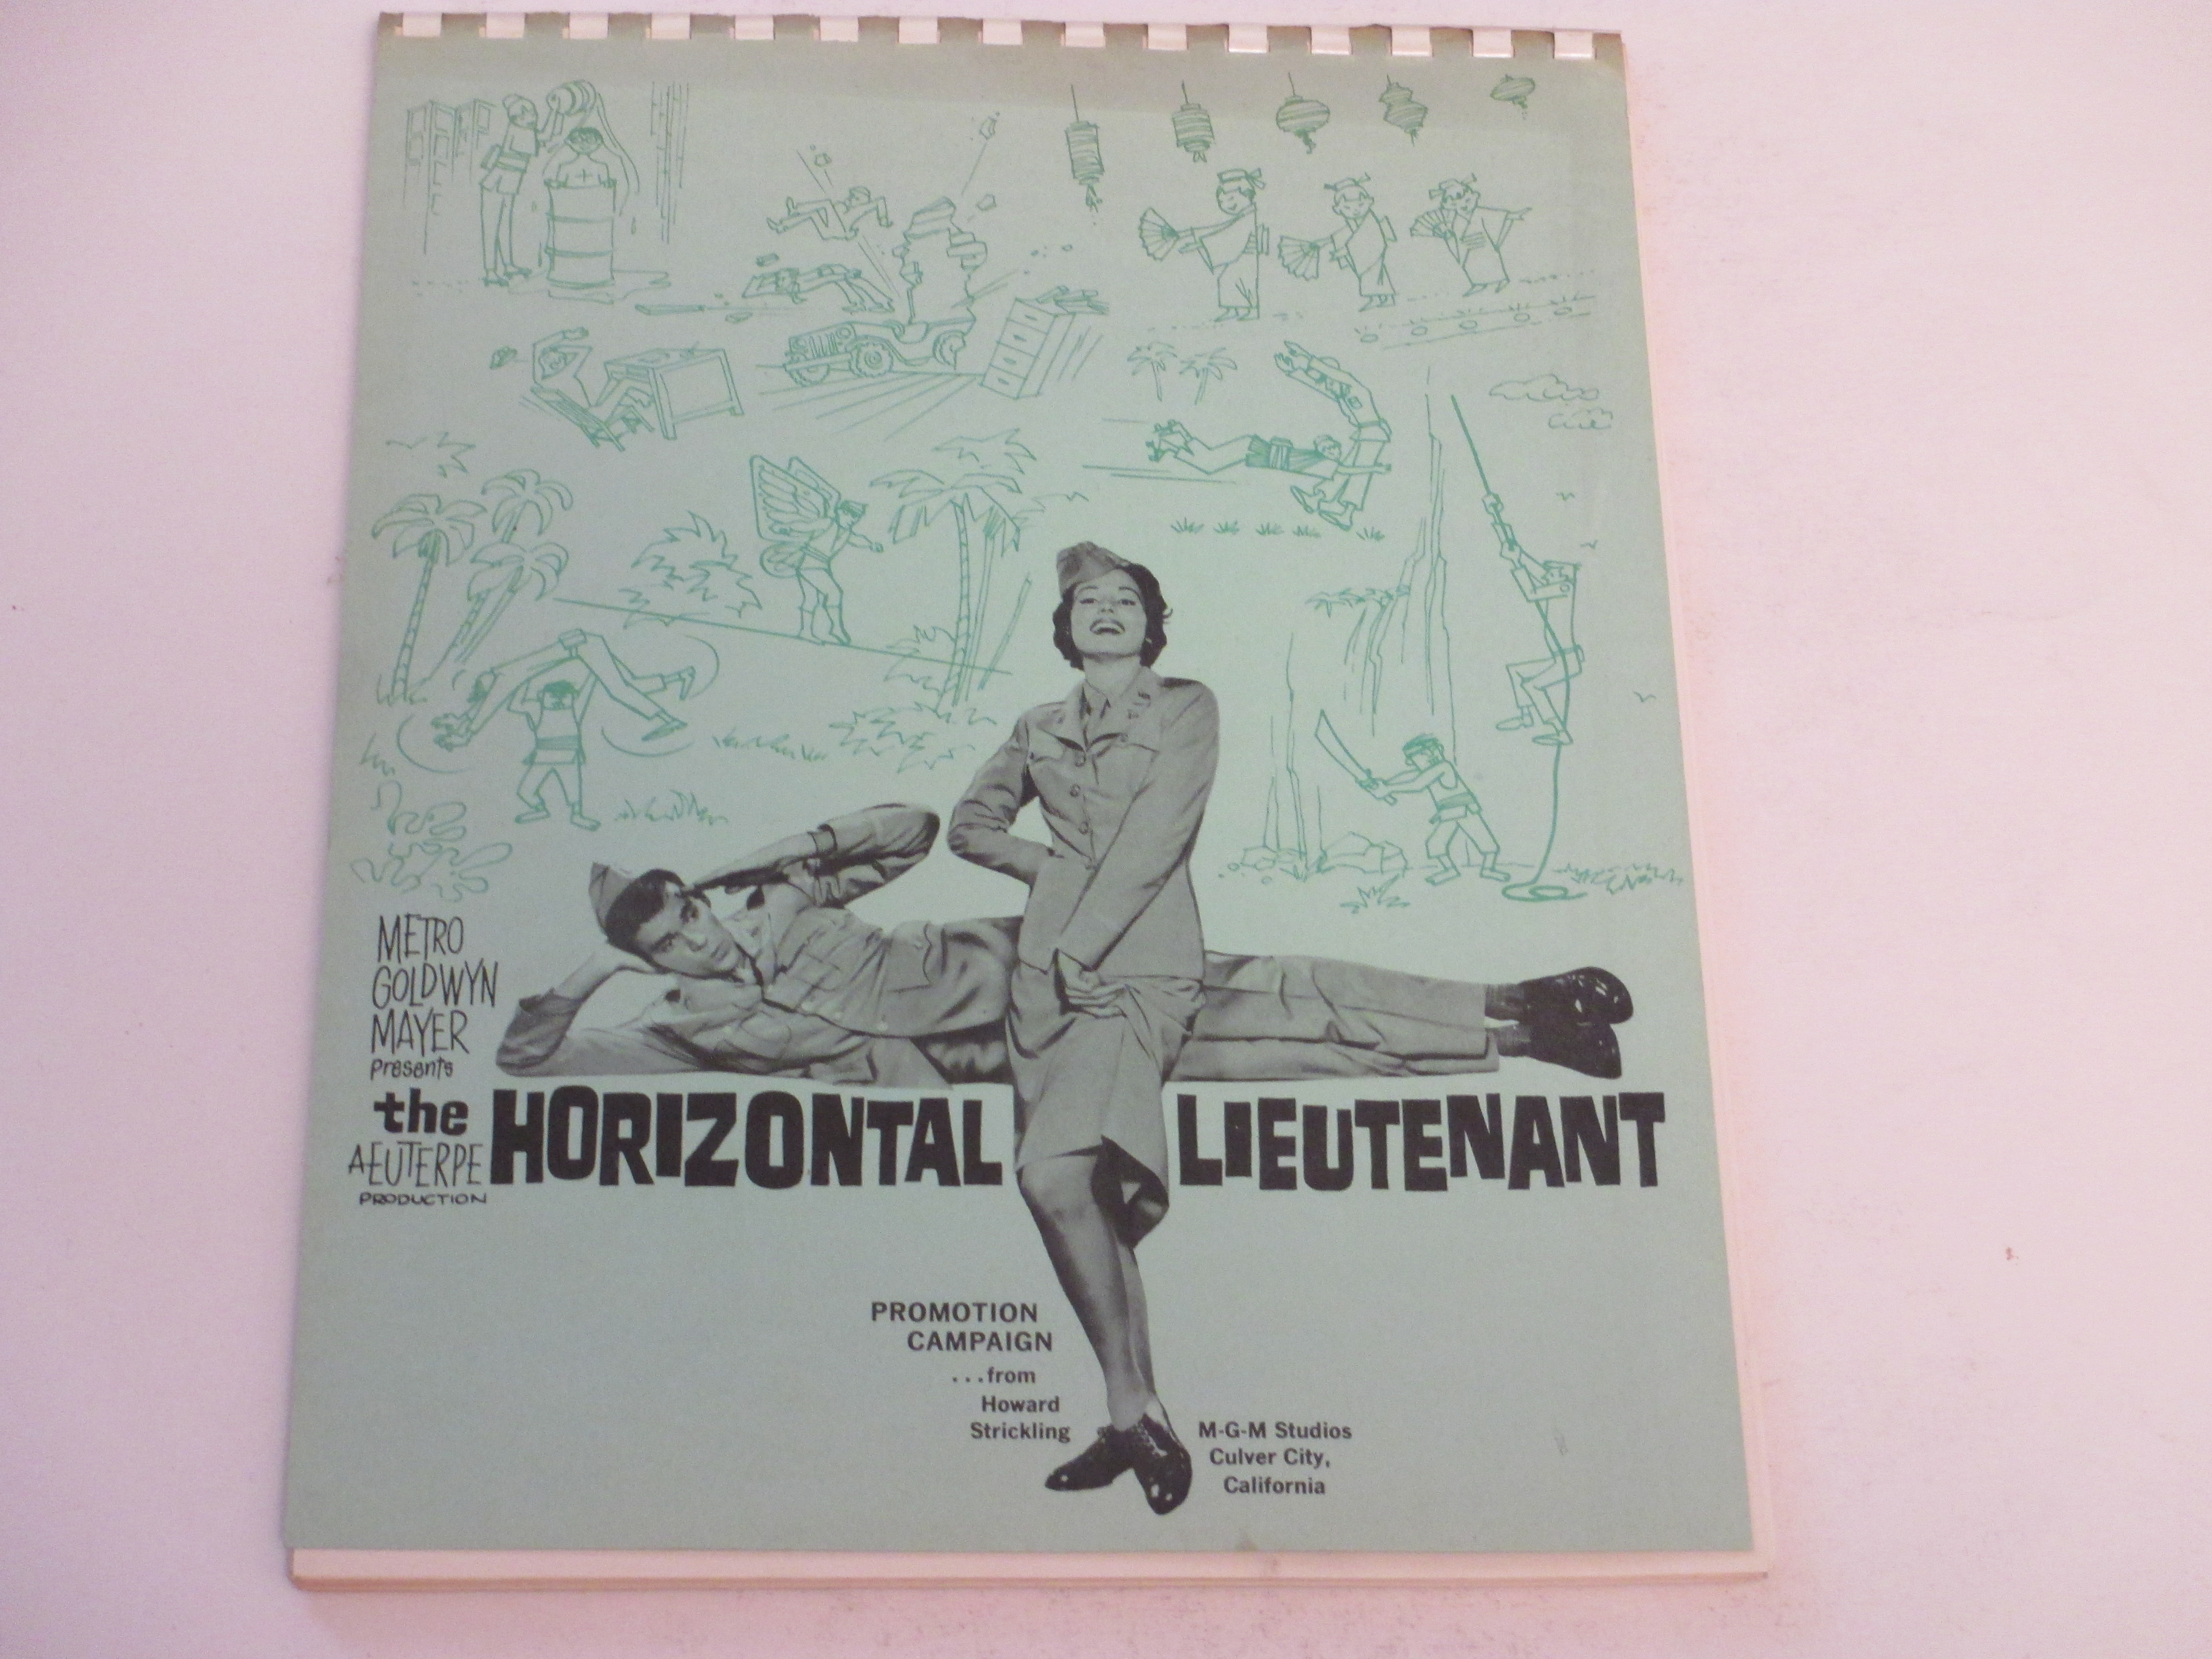 METRO
GOLDWYN
MAYER
presents
the HORIZONTAL LIEUTENANT
A EUTERPE
PRODUCTION
PROMOTION
CAMPAIGN
...from
Howard
Strickling
M-G-M Studios
Culver City,
California